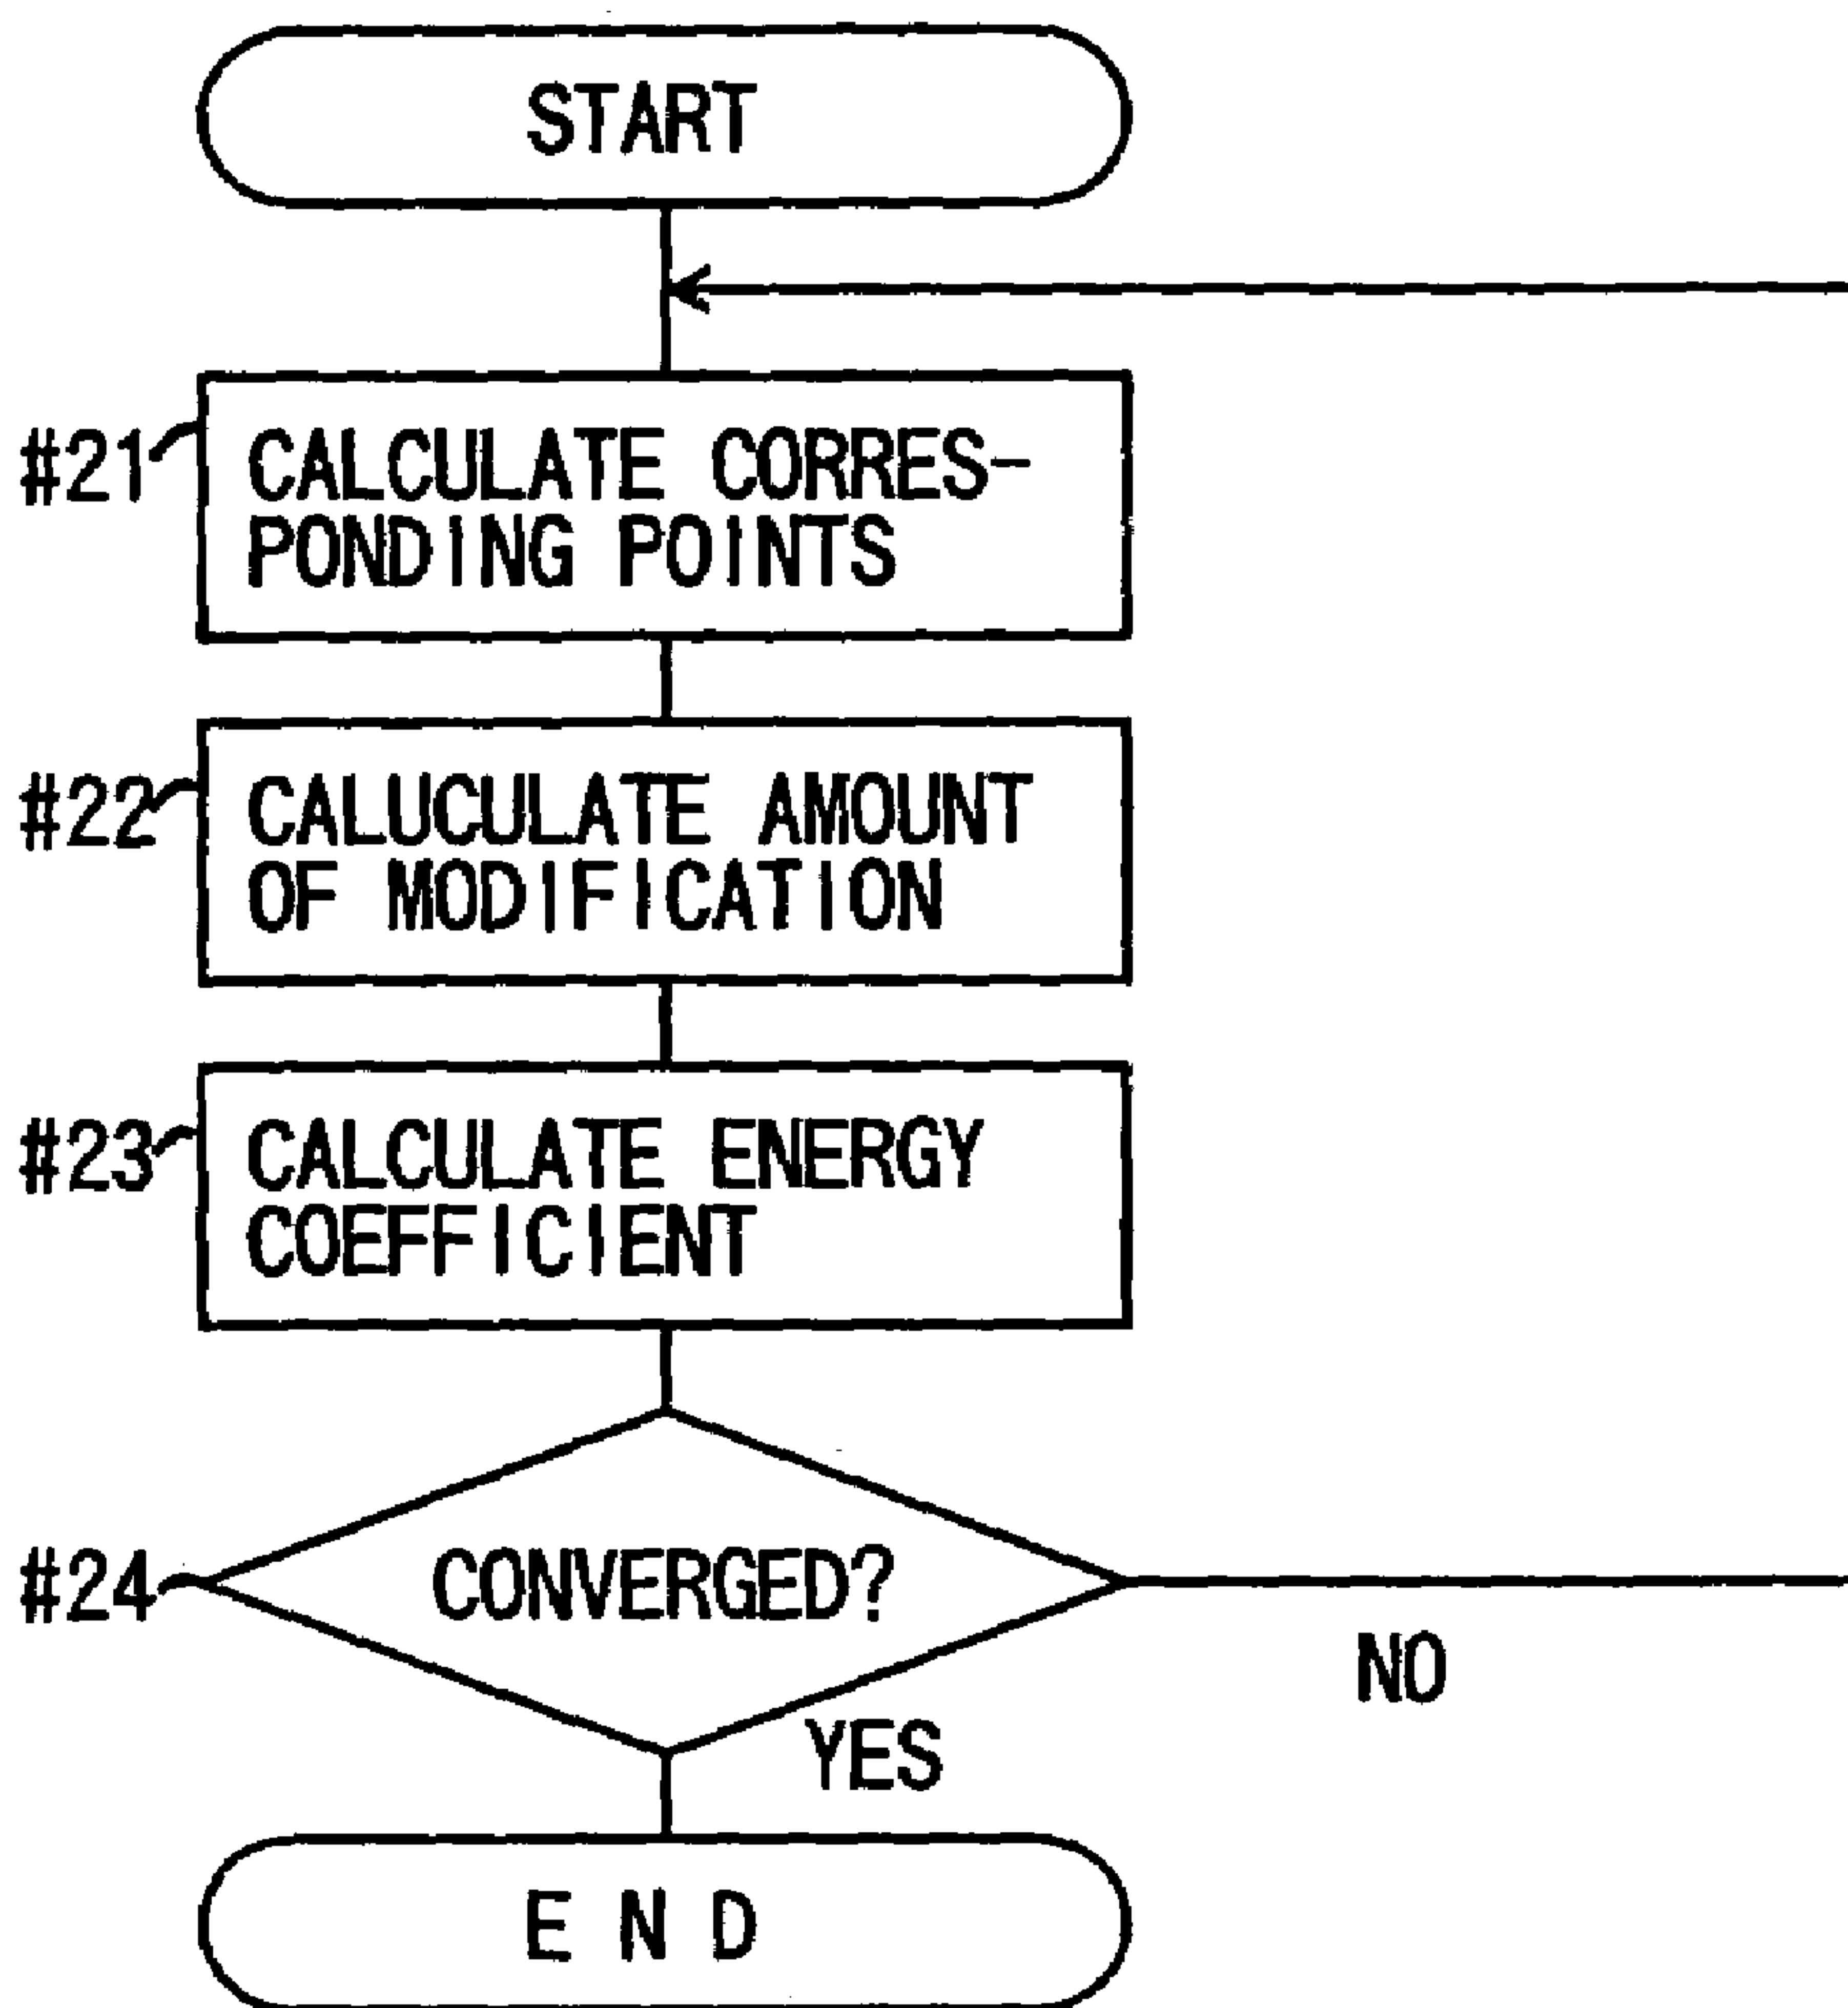 START
#21 CALCULATE CORRES-
PONDING POINTS
#22 CALUCULATE AMOUNT
OF MODIFICATION
#23 CALCULATE ENERGY
COEFFICIENT
#24 CONVERGED?
NO
YES
END